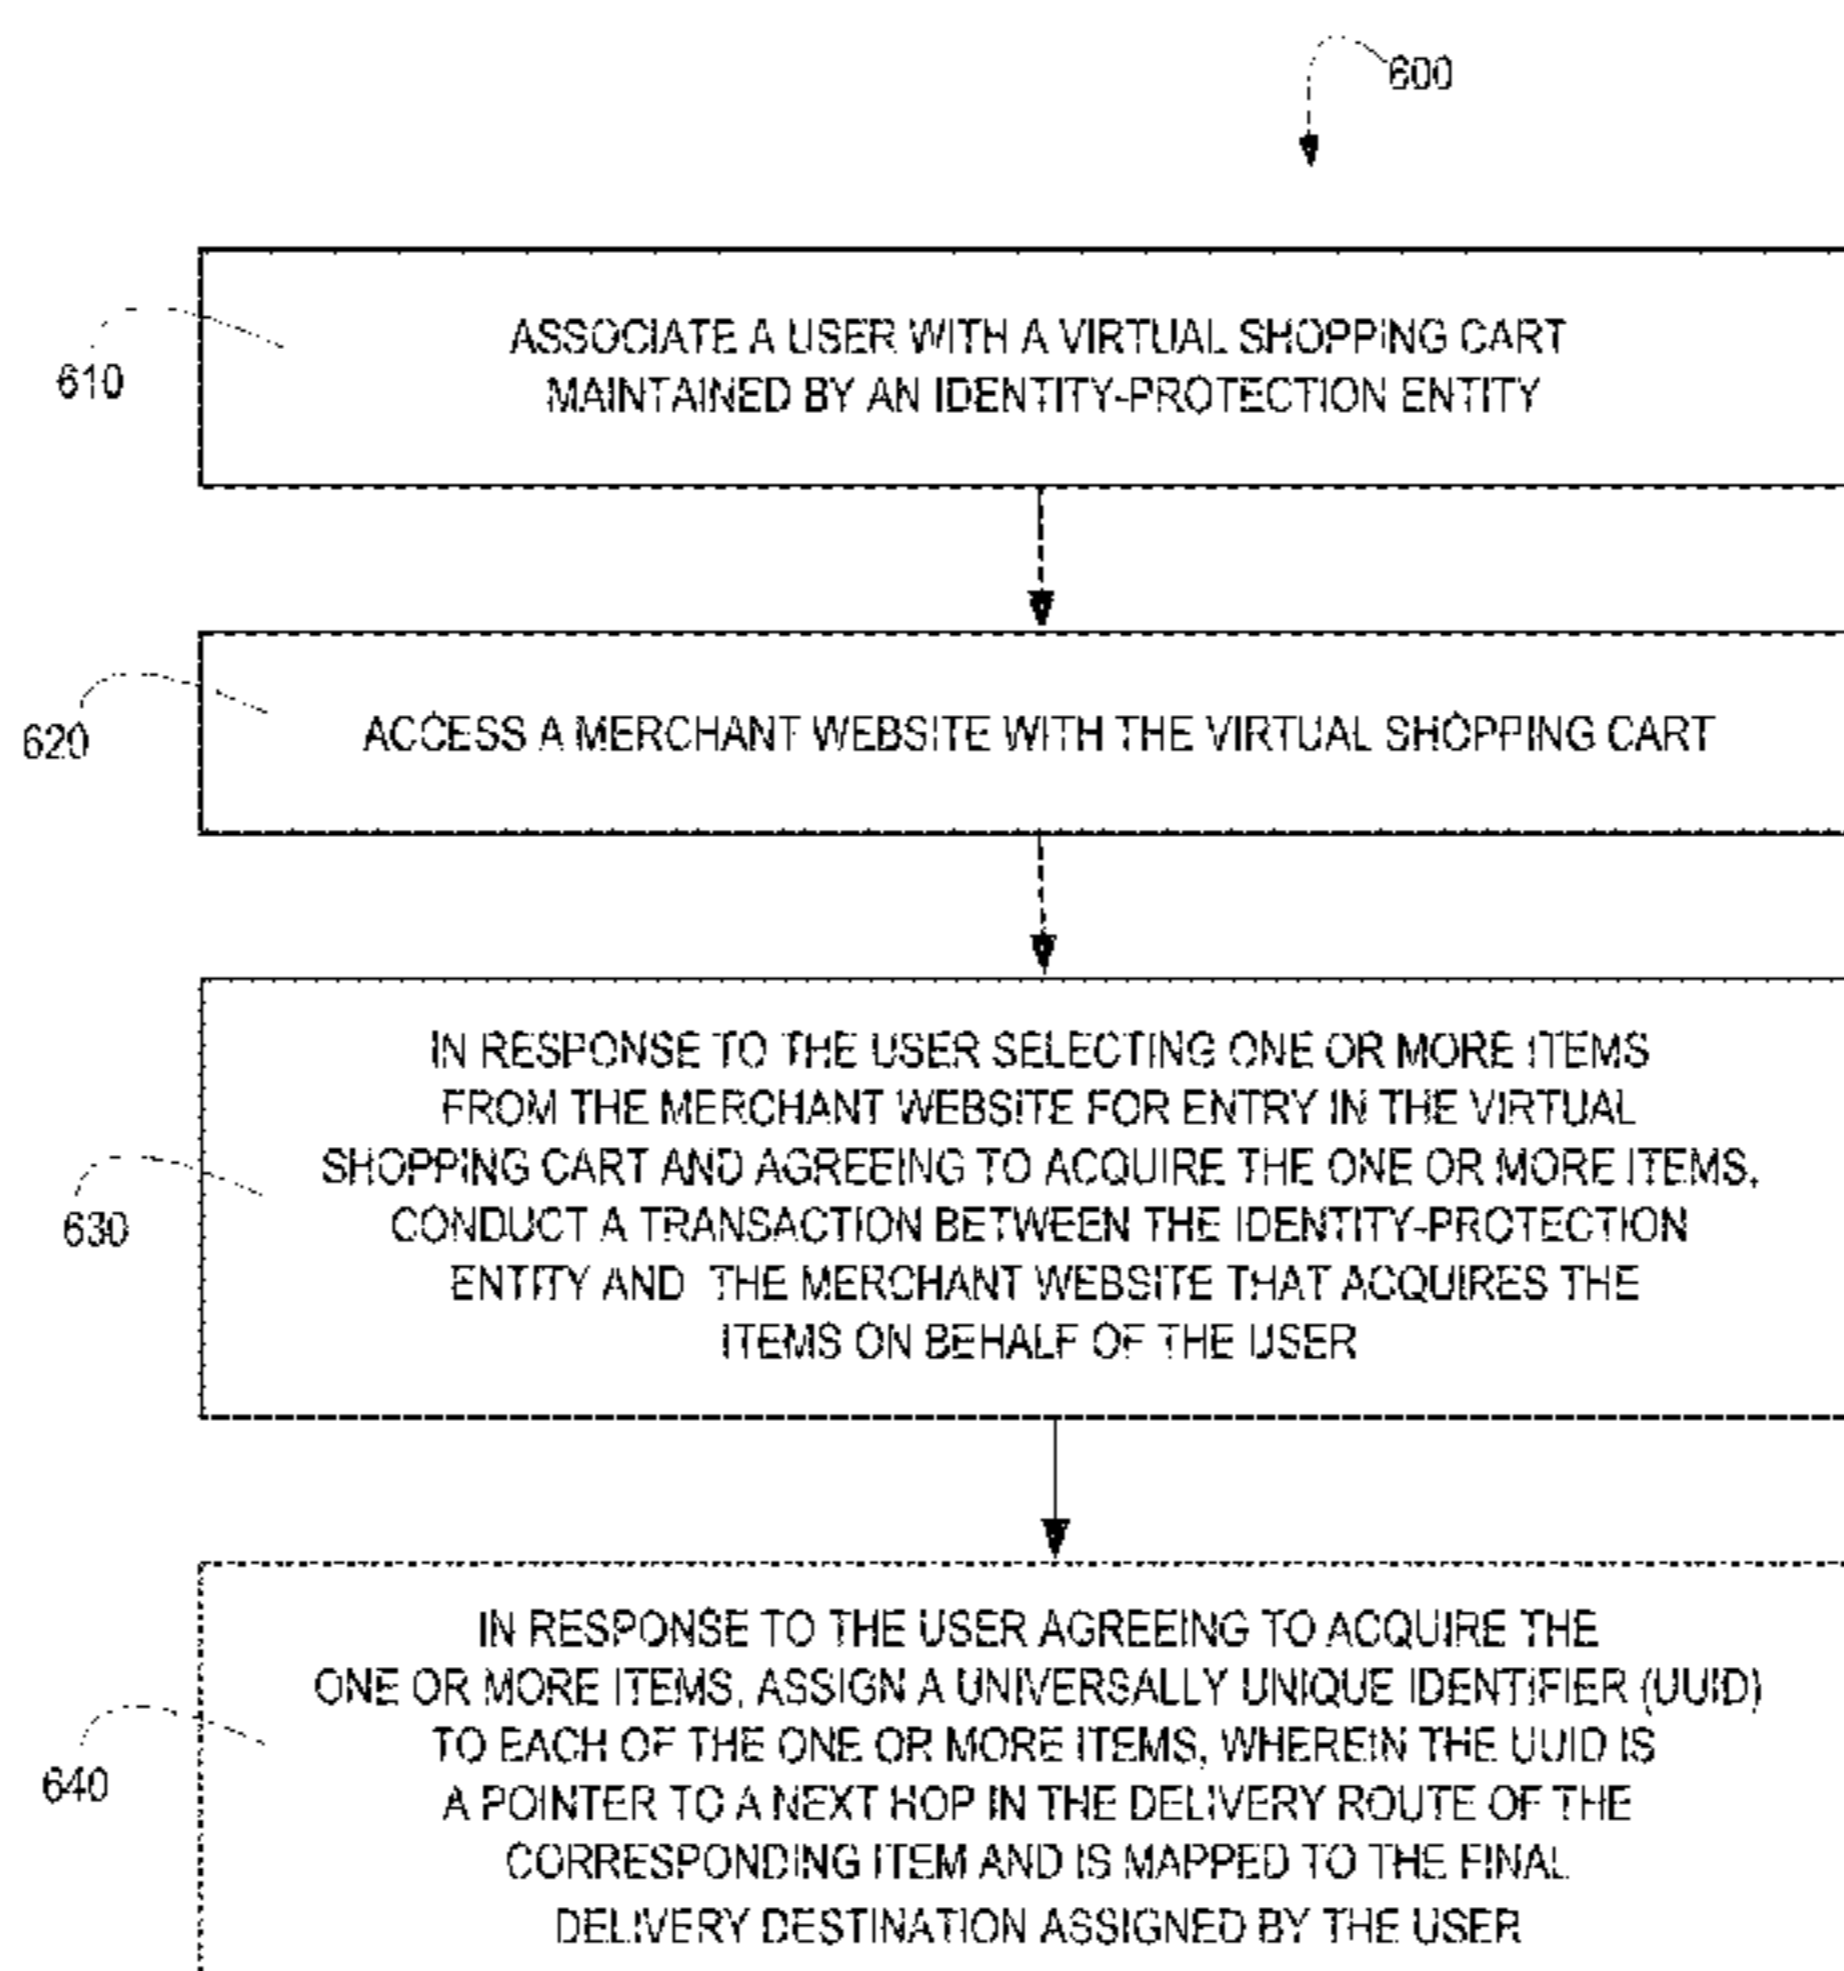 600
610
ASSOCIATE A USER WITH A VIRTUAL SHOPPING CART
MAINTAINED BY AN IDENTITY-PROTECTION ENTITY
620
ACCESS A MERCHANT WEBSITE WITH THE VIRTUAL SHOPPING CART
630
IN RESPONSE TO THE USER SELECTING ONE OR MORE ITEMS
FROM THE MERCHANT WEBSITE FOR ENTRY IN THE VIRTUAL
SHOPPING CART AND AGREEING TO ACQUIRE THE ONE OR MORE ITEMS,
CONDUCT A TRANSACTION BETWEEN THE IDENTITY-PROTECTION
ENTITY AND THE MERCHANT WEBSITE THAT ACQUIRES THE
ITEMS ON BEHALF OF THE USER
640
IN RESPONSE TO THE USER AGREEING TO ACQUIRE THE
ONE OR MORE ITEMS, ASSIGN A UNIVERSALLY UNIQUE IDENTIFIER (UUID)
TO EACH OF THE ONE OR MORE ITEMS, WHEREIN THE UUID IS
A POINTER TO A NEXT HOP IN THE DELIVERY ROUTE OF THE
CORRESPONDING ITEM AND IS MAPPED TO THE FINAL
DELIVERY DESTINATION ASSIGNED BY THE USER